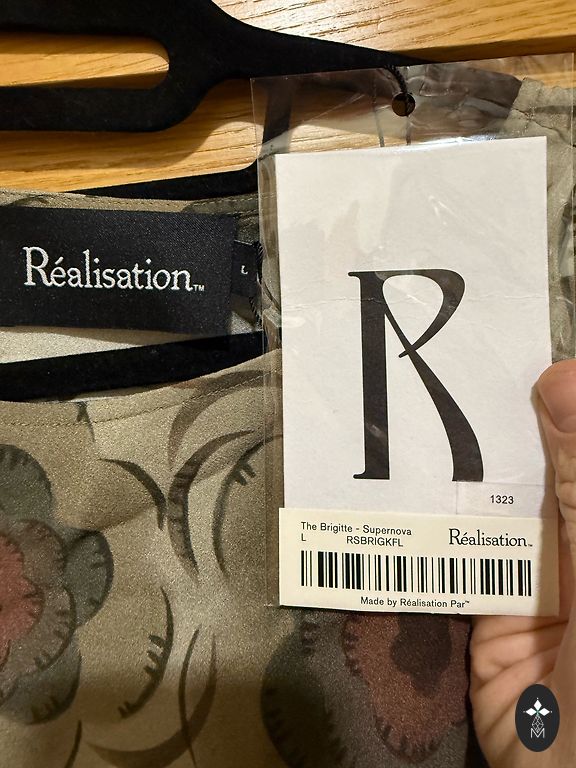 Réalisation™
L
R
1323
The Brigitte - Supernova
L RSBRIGKFL
Réalisation™
Made by Réalisation Par™
M